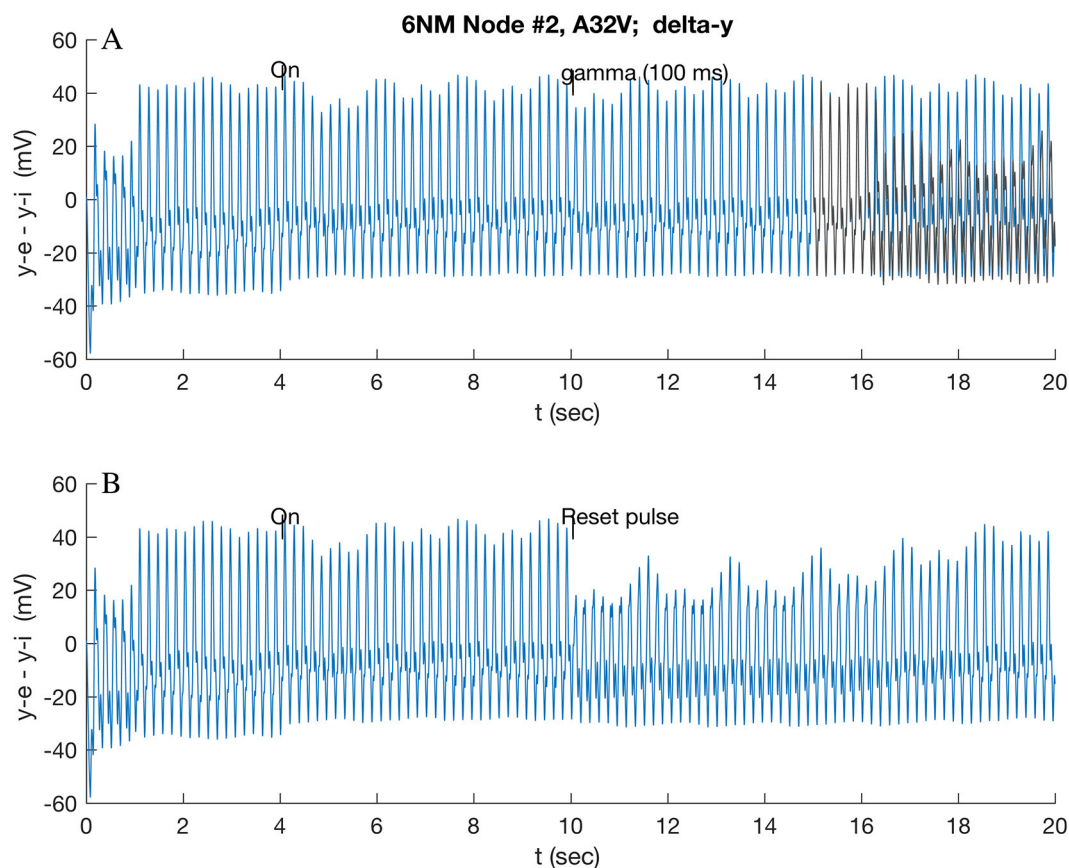 6NM Node #2, A32V; delta-y
A
60
40
20
0
-20
-40
-60
y-e - y-i (mV)
On
gamma (100 ms)
0 2 4 6 8 10 12 14 16 18 20
t (sec)
B
60
40
20
0
-20
-40
-60
y-e - y-i (mV)
On
Reset pulse
0 2 4 6 8 10 12 14 16 18 20
t (sec)